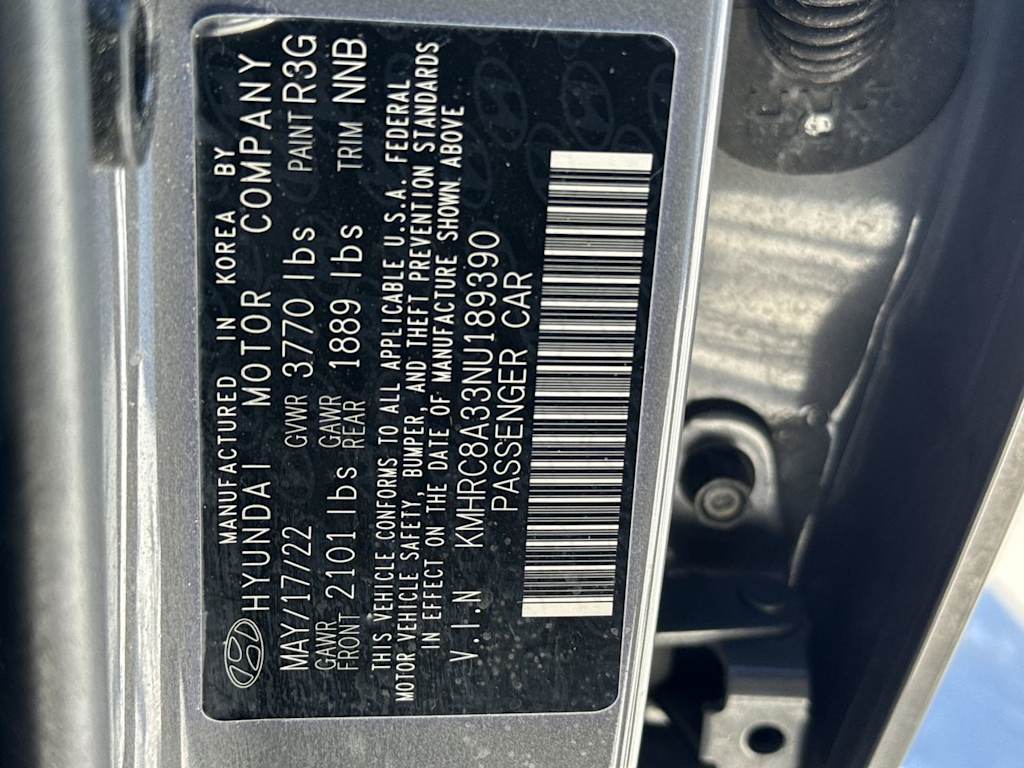 MANUFACTURED IN KOREA BY
HYUNDAI MOTOR COMPANY
MAY/17/22 GVWR 3770 lbs PAINT R3G
GAWR FRONT 2101 lbs GAWR REAR 1889 lbs TRIM NNB
THIS VEHICLE CONFORMS TO ALL APPLICABLE U.S.A. FEDERAL
MOTOR VEHICLE SAFETY, BUMPER, AND THEFT PREVENTION STANDARDS
IN EFFECT ON THE DATE OF MANUFACTURE SHOWN ABOVE
V.I.N KMHRC8A33NU189390
PASSENGER CAR